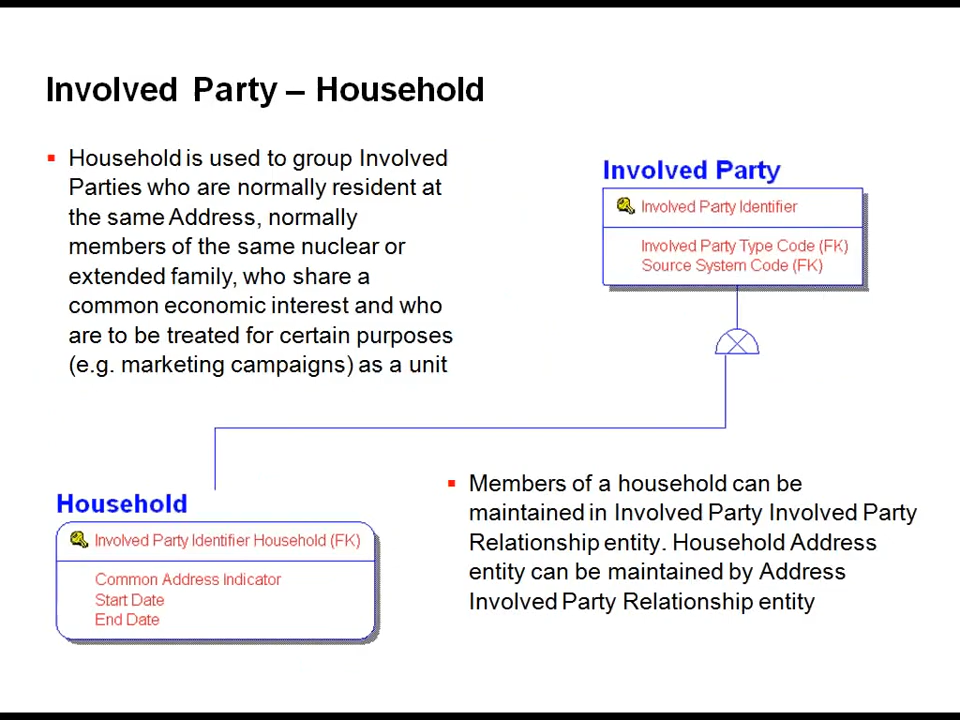 Involved Party – Household
▪ Household is used to group Involved
Parties who are normally resident at
the same Address, normally
members of the same nuclear or
extended family, who share a
common economic interest and who
are to be treated for certain purposes
(e.g. marketing campaigns) as a unit
Involved Party
Involved Party Identifier
Involved Party Type Code (FK)
Source System Code (FK)
Household
Involved Party Identifier Household (FK)
Common Address Indicator
Start Date
End Date
▪ Members of a household can be
maintained in Involved Party Involved Party
Relationship entity. Household Address
entity can be maintained by Address
Involved Party Relationship entity